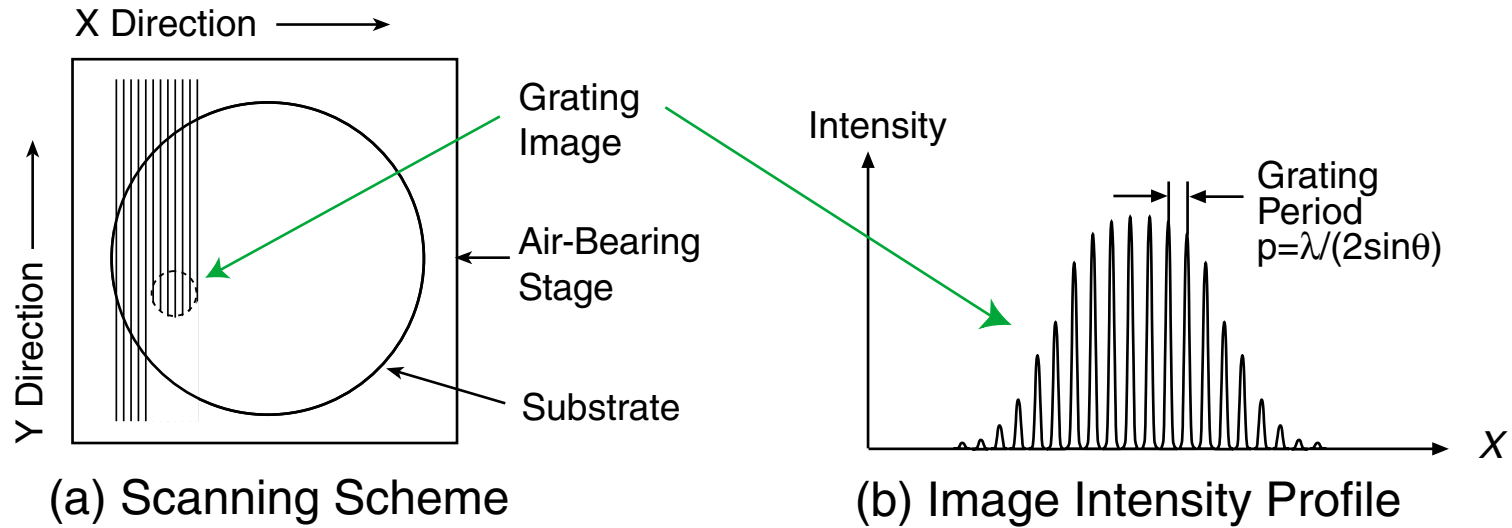 X Direction
Y Direction
Grating
Image
Air-Bearing
Stage
Substrate
(a) Scanning Scheme
Intensity
Grating
Period
p=λ/(2sinθ)
X
(b) Image Intensity Profile